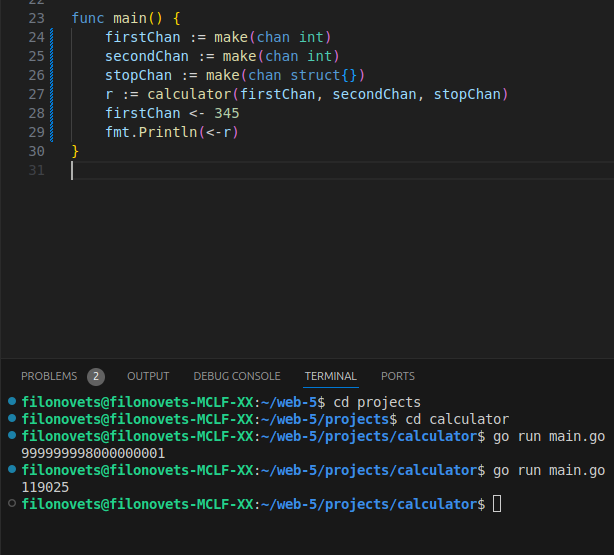 22
23 func main() {
24 firstChan := make(chan int)
25 secondChan := make(chan int)
26 stopChan := make(chan struct{})
27 r := calculator(firstChan, secondChan, stopChan)
28 firstChan <- 345
29 fmt.Println(<-r)
30 }
31
PROBLEMS 2 OUTPUT DEBUG CONSOLE TERMINAL PORTS
filonovets@filonovets-MCLF-XX:~/web-5$ cd projects
filonovets@filonovets-MCLF-XX:~/web-5/projects$ cd calculator
filonovets@filonovets-MCLF-XX:~/web-5/projects/calculator$ go run main.go
999999998000000001
filonovets@filonovets-MCLF-XX:~/web-5/projects/calculator$ go run main.go
119025
filonovets@filonovets-MCLF-XX:~/web-5/projects/calculator$